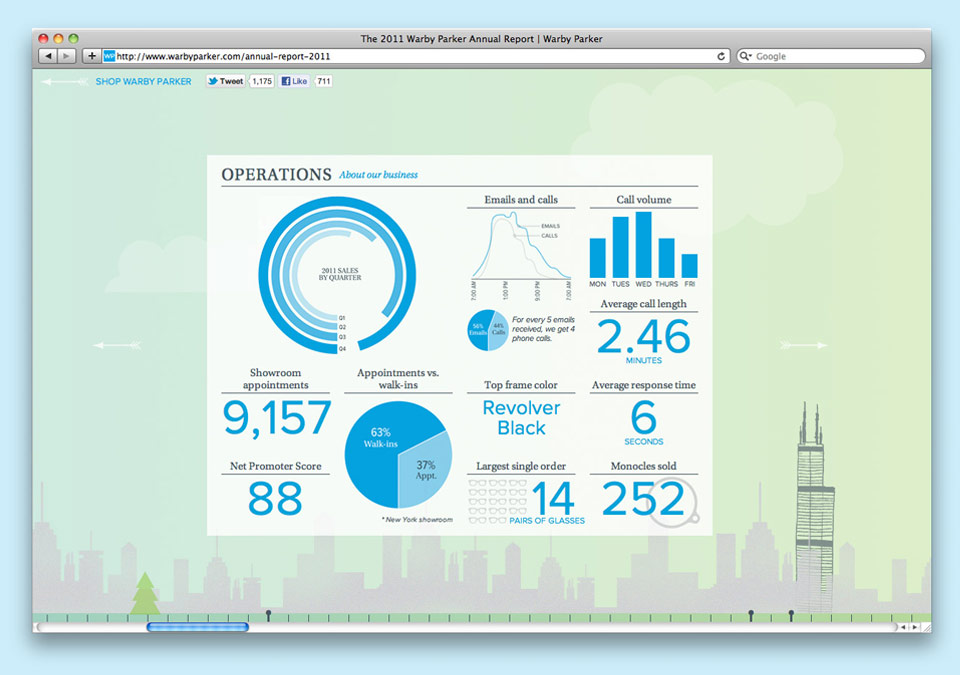 The 2011 Warby Parker Annual Report | Warby Parker
WP http://www.warbyparker.com/annual-report-2011
Google
SHOP WARBY PARKER
Tweet 1,175
Like 711
OPERATIONS About our business
2011 SALES
BY QUARTER
Q1
Q2
Q3
Q4
Emails and calls
EMAILS
CALLS
7:00 AM
1:00 PM
9:00 PM
7:00 AM
56%
Emails
44%
Calls
For every 5 emails
received, we get 4
phone calls.
Call volume
MON TUES WED THURS FRI
Average call length
2.46
MINUTES
Showroom
appointments
9,157
Appointments vs.
walk-ins
63%
Walk-ins
37%
Appt.
* New York showroom
Top frame color
Revolver
Black
Average response time
6
SECONDS
Net Promoter Score
88
Largest single order
14
PAIRS OF GLASSES
Monocles sold
252